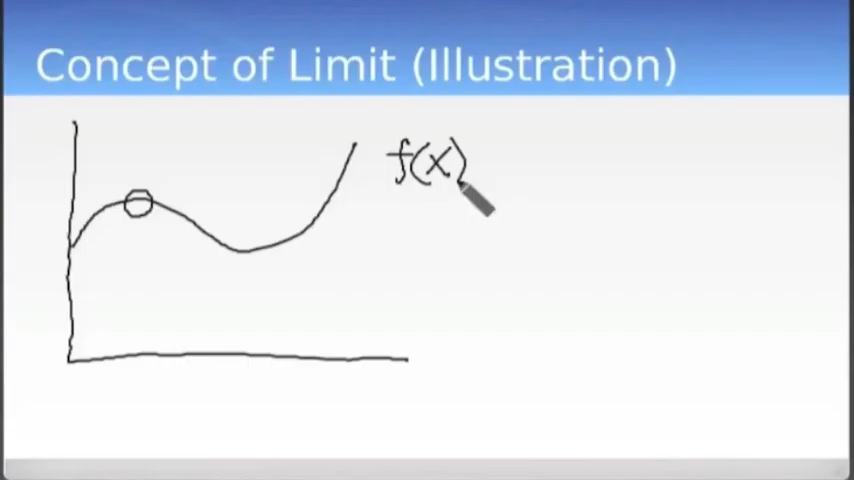 Concept of Limit (Illustration)
f(x)